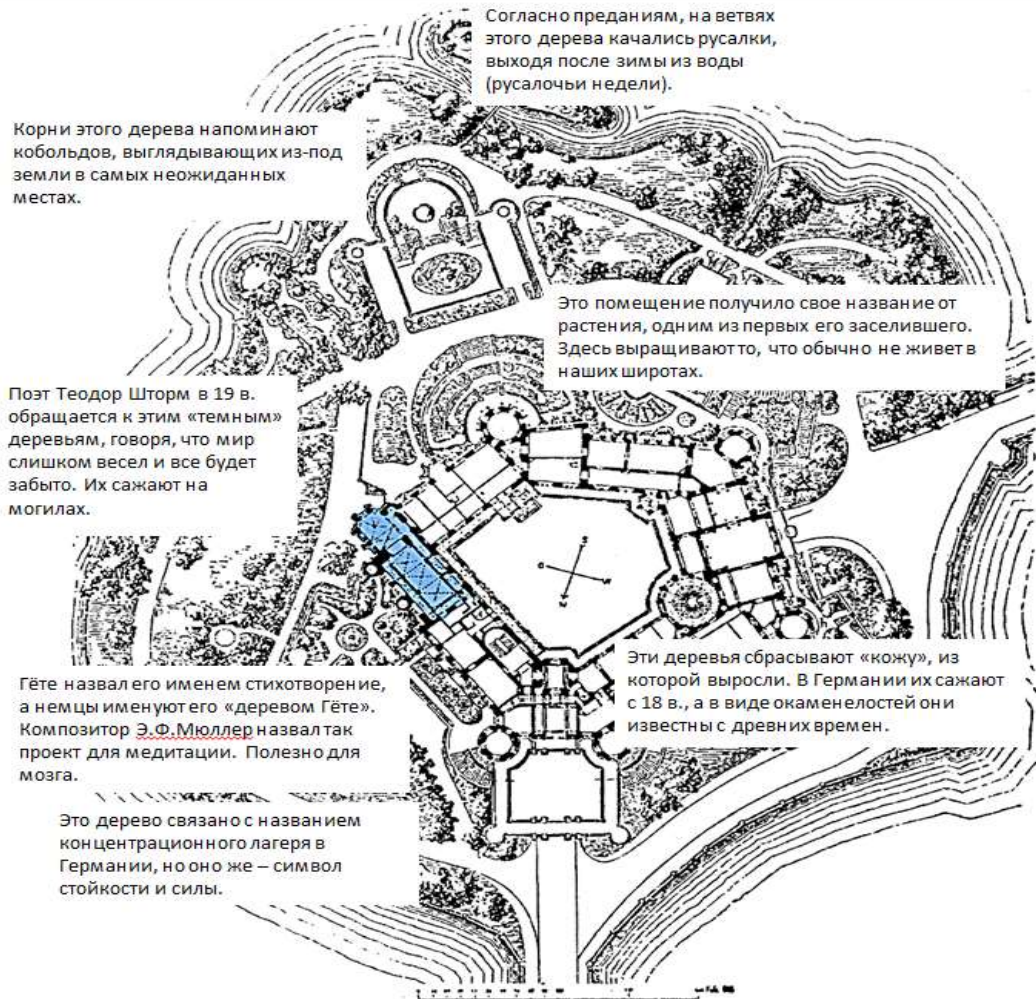 Согласно преданиям, на ветвях
этого дерева качались русалки,
выходя после зимы из воды
(русалочьи недели).
Корни этого дерева напоминают
кобольдов, выглядывающих из-под
земли в самых неожиданных
местах.
Это помещение получило свое название от
растения, одним из первых его заселившего.
Здесь выращивают то, что обычно не живет в
наших широтах.
Поэт Теодор Шторм в 19 в.
обращается к этим «темным»
деревьям, говоря, что мир
слишком весел и все будет
забыто. Их сажают на
могилах.
Эти деревья сбрасывают «кожу», из
которой выросли. В Германии их сажают
с 18 в., а в виде окаменелостей они
известны с древних времен.
Гёте назвал его именем стихотворение,
а немцы именуют его «деревом Гёте».
Композитор Э.Ф.Мюллер назвал так
проект для медитации. Полезно для
мозга.
Это дерево связано с названием
концентрационного лагеря в
Германии, но оно же – символ
стойкости и силы.